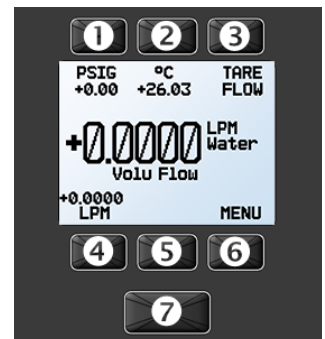 1 2 3
PSIG °C TARE
+0.00 +26.03 FLOW
+0.0000 LPM
Water
Volu Flow
+0.0000
LPM MENU
4 5 6
7